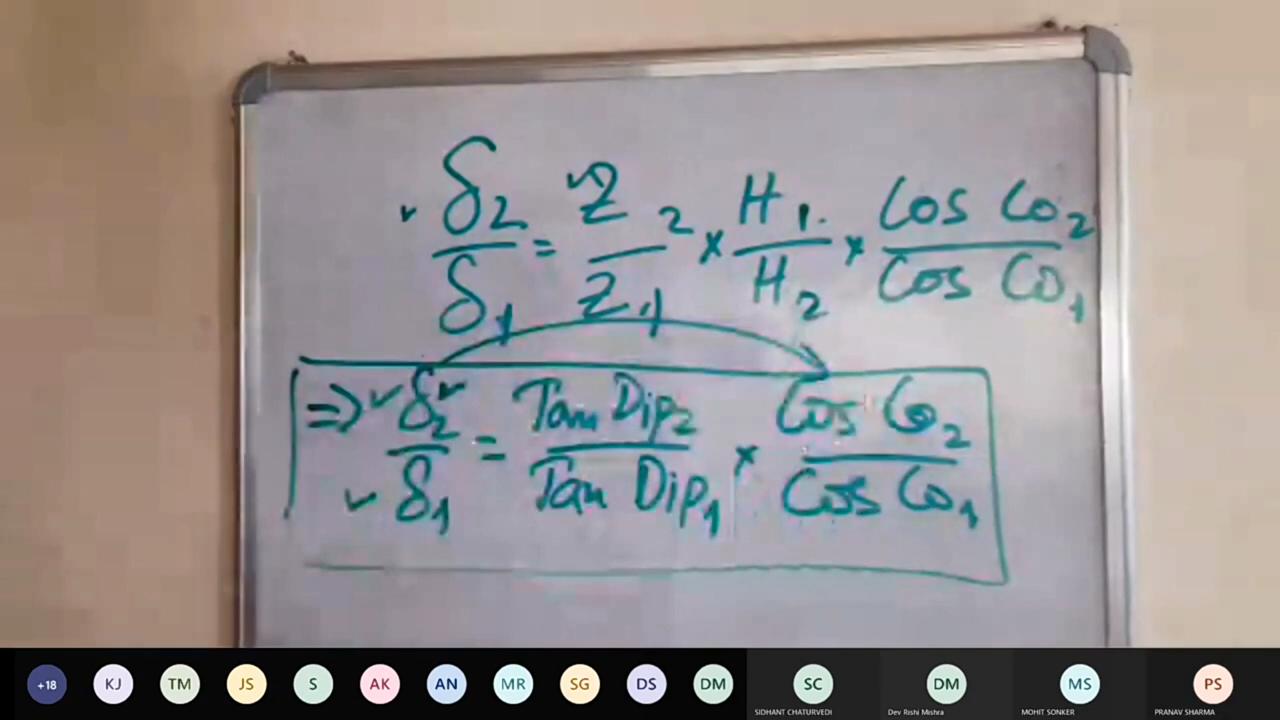 δ2/δ1 = Z2/Z1 × H1/H2 × Cos Co2/Cos Co1
⇒ δ2/δ1 = Tan Dip2/Tan Dip1 × Cos Co2/Cos Co1
+18 KJ TM JS S AK AN MR SG DS DM SC DM MS PS
SIDHANT CHATURVEDI Dev Rishi Mishra MOHIT SONKER PRANAV SHARMA